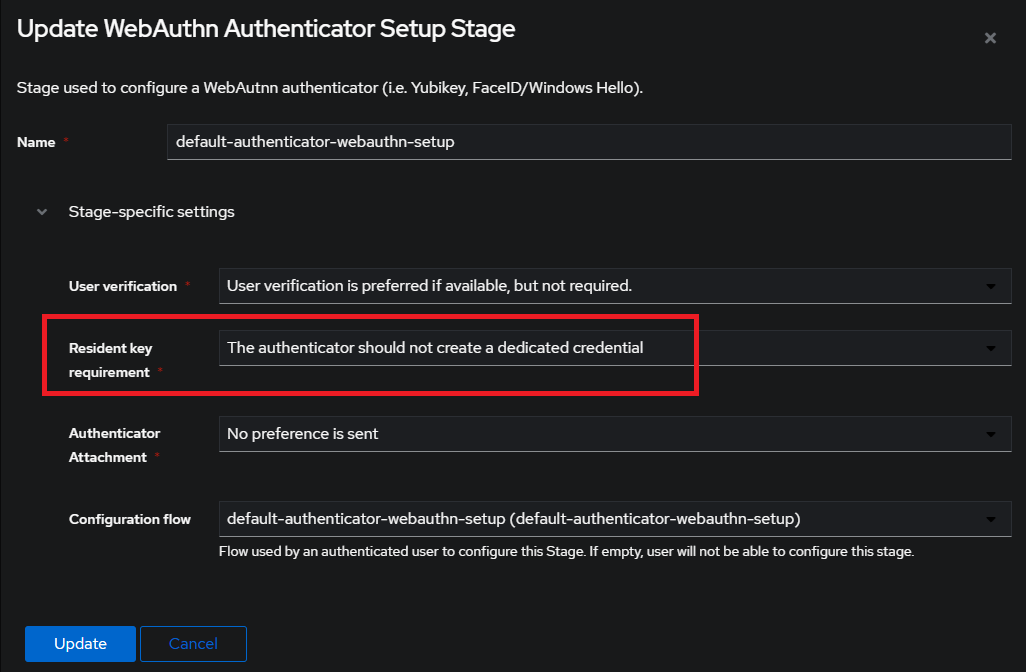 Update WebAuthn Authenticator Setup Stage
Stage used to configure a WebAutnn authenticator (i.e. Yubikey, FaceID/Windows Hello).
Name *
default-authenticator-webauthn-setup
Stage-specific settings
User verification *
User verification is preferred if available, but not required.
Resident key
requirement *
The authenticator should not create a dedicated credential
Authenticator
Attachment *
No preference is sent
Configuration flow
default-authenticator-webauthn-setup (default-authenticator-webauthn-setup)
Flow used by an authenticated user to configure this Stage. If empty, user will not be able to configure this stage.
Update
Cancel